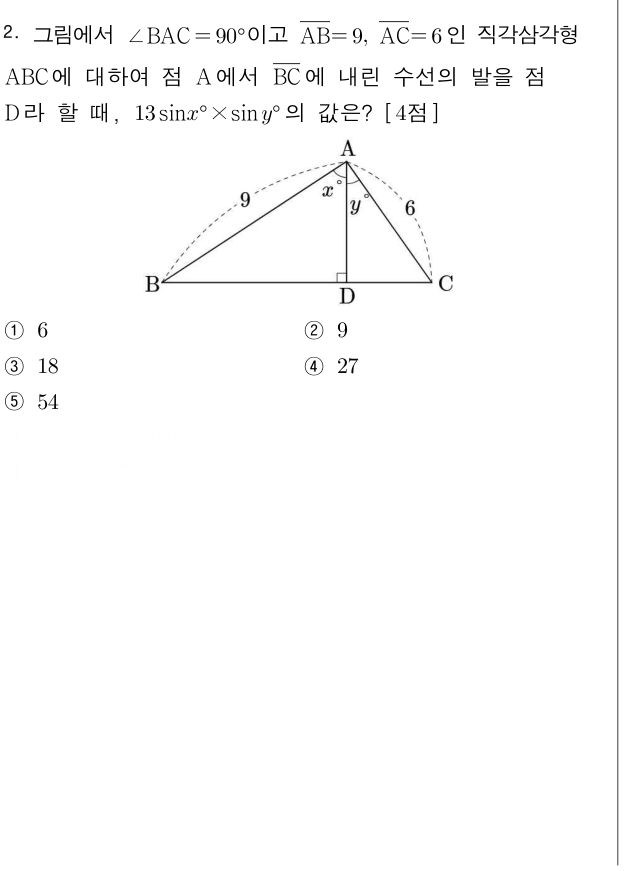 2. 그림에서 ∠BAC=90°이고 AB=9, AC=6인 직각삼각형
ABC에 대하여 점 A에서 BC에 내린 수선의 발을 점
D라 할 때, 13sinx°×siny°의 값은? [4점]
A
9
x°
y°
6
B
D
C
① 6
② 9
③ 18
④ 27
⑤ 54